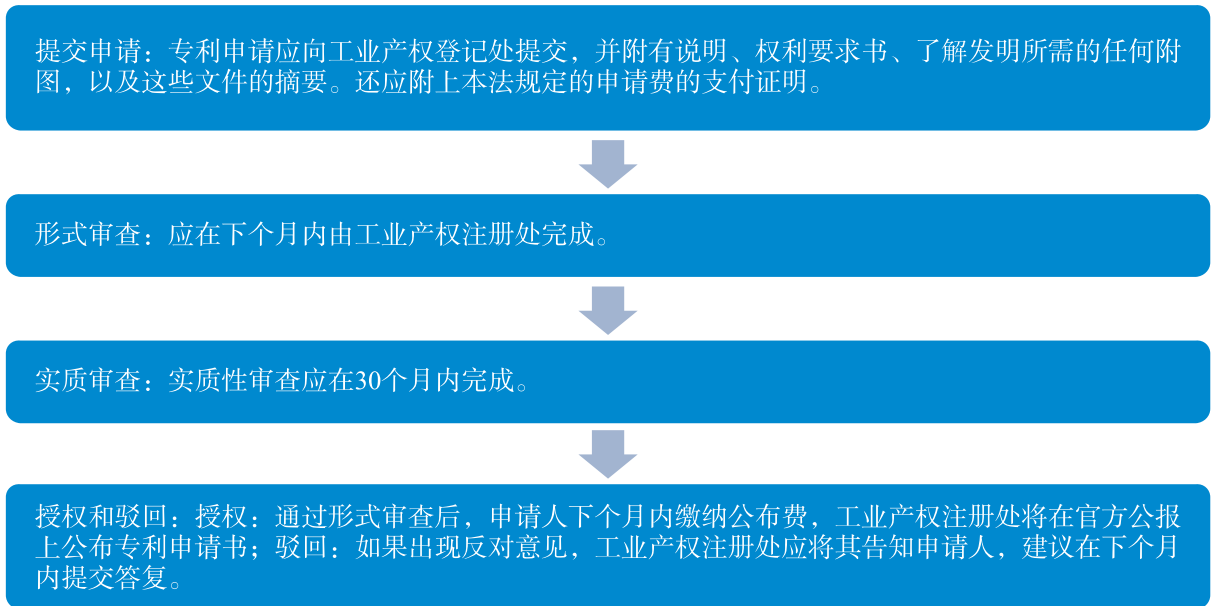 提交申请：专利申请应向工业产权登记处提交，并附有说明、权利要求书、了解发明所需的任何附
图，以及这些文件的摘要。还应附上本法规定的申请费的支付证明。
形式审查：应在下个月内由工业产权注册处完成。
实质审查：实质性审查应在30个月内完成。
授权和驳回：授权：通过形式审查后，申请人下个月内缴纳公布费，工业产权注册处将在官方公报
上公布专利申请书；驳回：如果出现反对意见，工业产权注册处应将其告知申请人，建议在下个月
内提交答复。